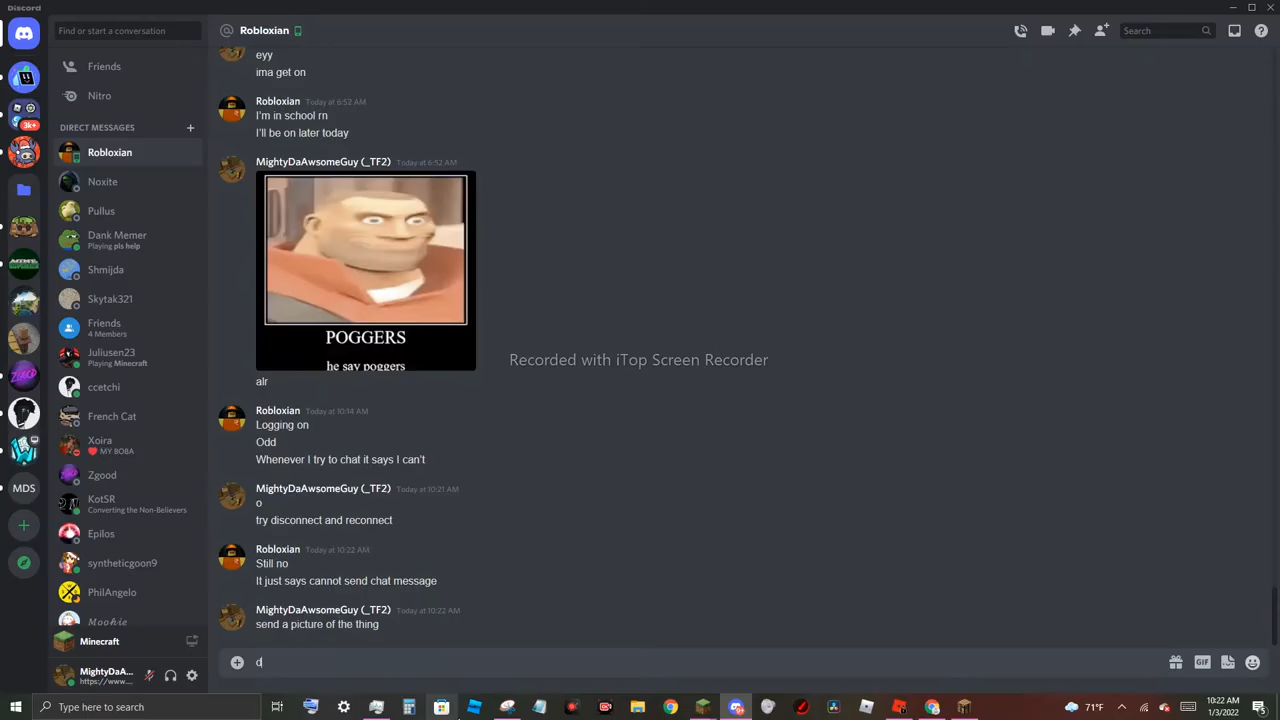 Discord
Find or start a conversation
Robloxian
Search
Friends
Nitro
DIRECT MESSAGES
Robloxian
Noxite
Pullus
Dank Memer
Playing pls help
Shmijda
Skytak321
Friends
4 Members
Juliusen23
Playing Minecraft
ccetchi
French Cat
Xoira
MY BOBA
Zgood
KotSR
Converting the Non-Believers
Epilos
syntheticgoon9
PhilAngelo
Mookie
Minecraft
MightyDaA...
https://www....
3k+
MDS
eyy
ima get on
Robloxian Today at 6:52 AM
I'm in school rn
I'll be on later today
MightyDaAwsomeGuy (_TF2) Today at 6:52 AM
POGGERS
he say poggers
alr
Robloxian Today at 10:14 AM
Logging on
Odd
Whenever I try to chat it says I can't
MightyDaAwsomeGuy (_TF2) Today at 10:21 AM
o
try disconnect and reconnect
Robloxian Today at 10:22 AM
Still no
It just says cannot send chat message
MightyDaAwsomeGuy (_TF2) Today at 10:22 AM
send a picture of the thing
d
GIF
Recorded with iTop Screen Recorder
Type here to search
71°F
10:22 AM
1/3/2022